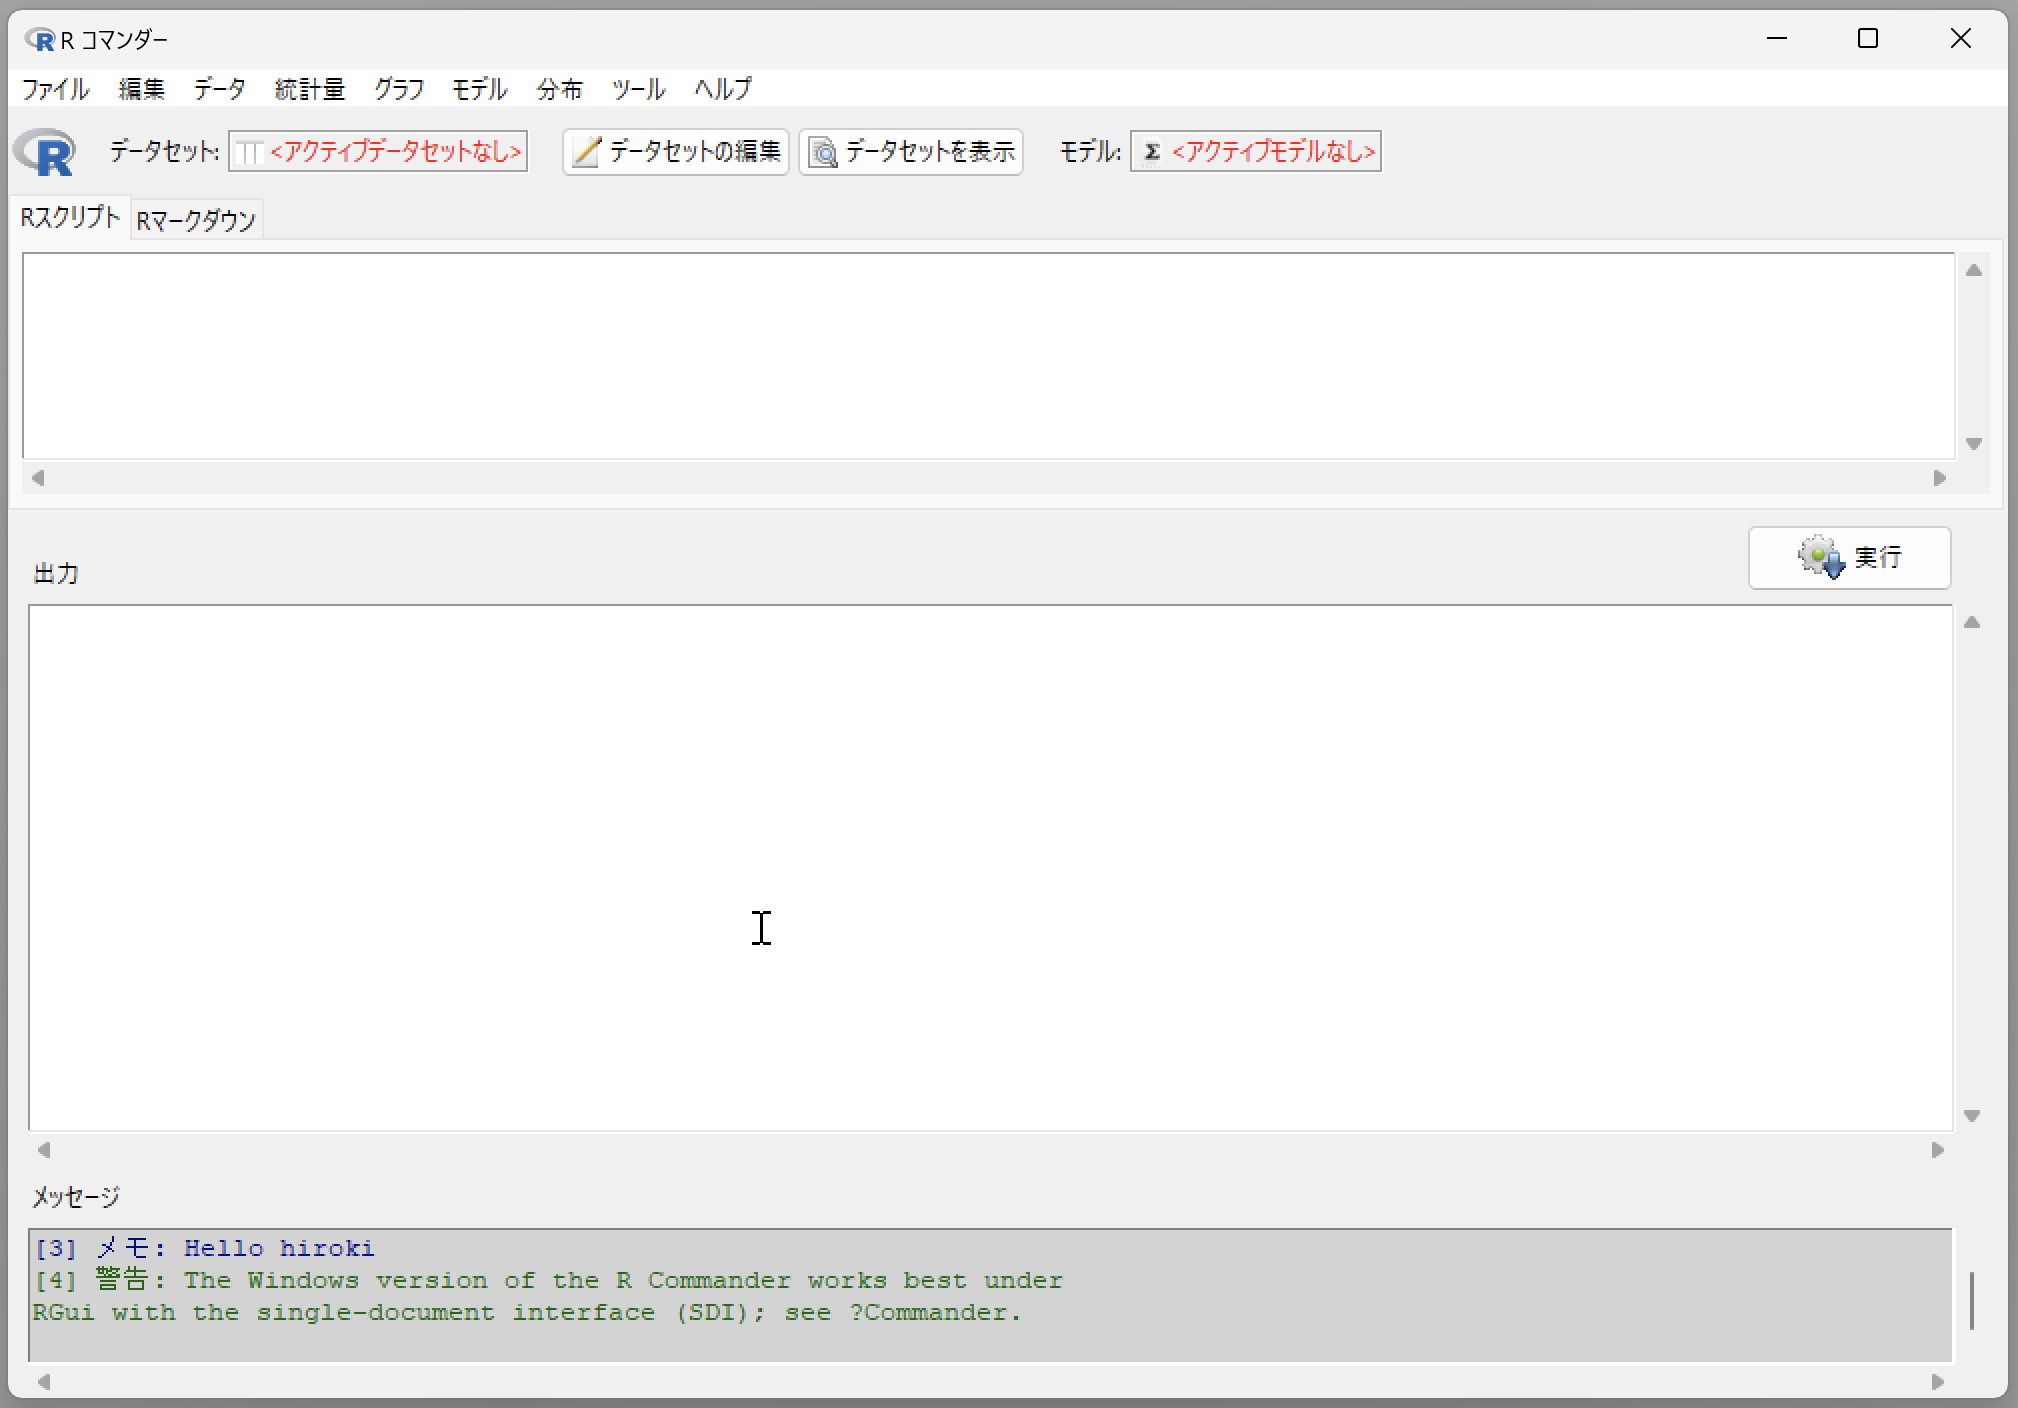 R コマンダー
ファイル 編集 データ 統計量 グラフ モデル 分布 ツール ヘルプ
R データセット: <アクティブデータセットなし> データセットの編集 データセットを表示 モデル: Σ <アクティブモデルなし>
Rスクリプト Rマークダウン
実行
出力
メッセージ
[3] メモ: Hello hiroki
[4] 警告: The Windows version of the R Commander works best under
RGui with the single-document interface (SDI); see ?Commander.